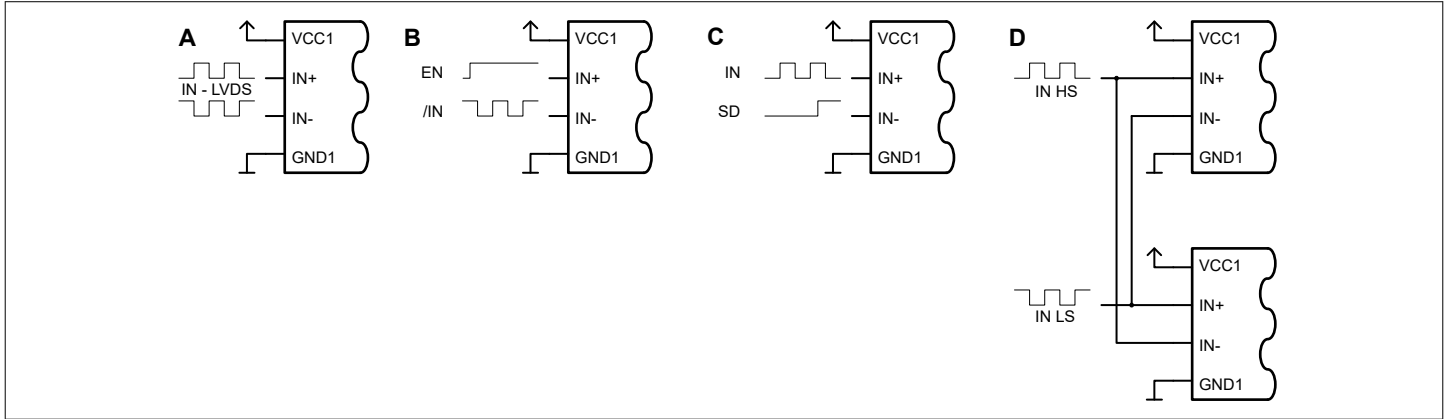 A
VCC1
IN+
IN - LVDS
IN-
GND1
B
VCC1
EN
IN+
/IN
IN-
GND1
C
VCC1
IN
IN+
SD
IN-
GND1
D
VCC1
IN+
IN HS
IN-
GND1
VCC1
IN+
IN LS
IN-
GND1